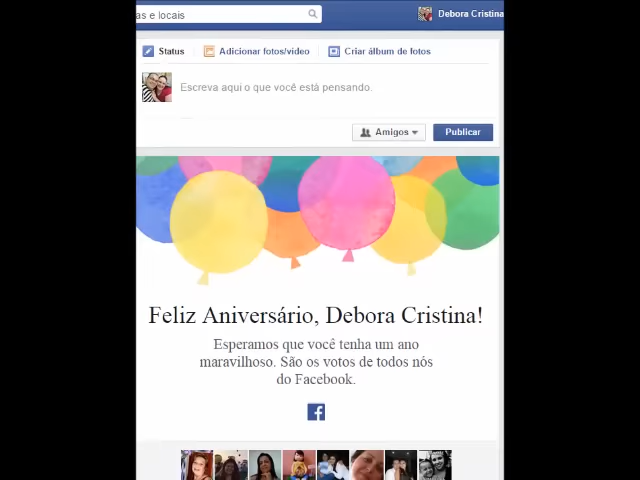 as e locais
Debora Cristina
Status
Adicionar fotos/vídeo
Criar álbum de fotos
Escreva aqui o que você está pensando.
Amigos
Publicar
Feliz Aniversário, Debora Cristina!
Esperamos que você tenha um ano
maravilhoso. São os votos de todos nós
do Facebook.